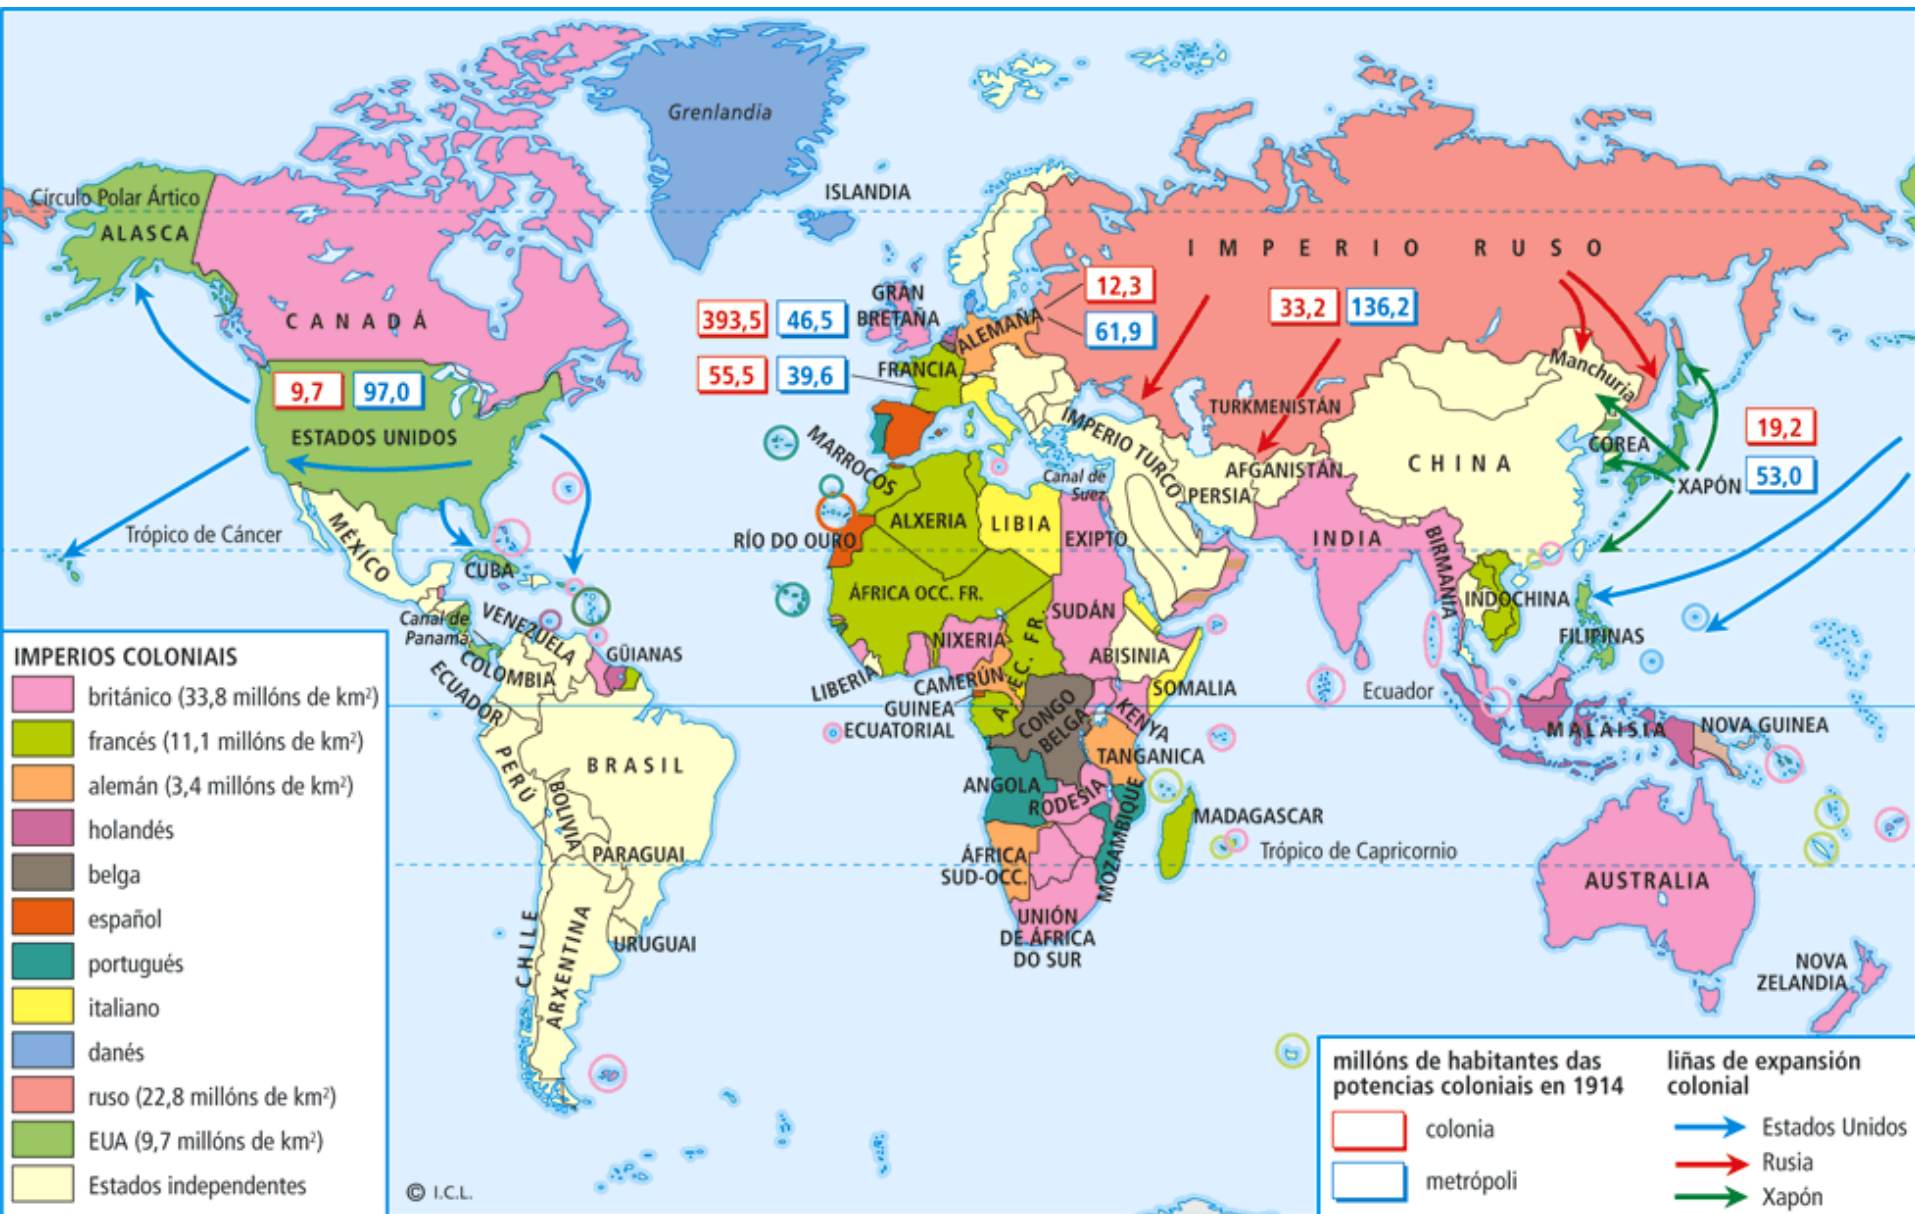 Grenlandia
ISLANDIA
Círculo Polar Ártico
ALASCA
IMPERIO RUSO
CANADÁ
GRAN
BRETAÑA
ALEMAÑA
12,3
61,9
33,2
136,2
393,5
46,5
55,5
39,6
FRANCIA
Manchuria
9,7
97,0
ESTADOS UNIDOS
TURKMENISTÁN
IMPERIO TURCO
MARROCOS
Canal de
Suez
AFGANISTÁN
PERSIA
CHINA
COREA
XAPÓN
19,2
53,0
MÉXICO
Trópico de Cáncer
RÍO DO OURO
ALXERIA
LIBIA
EXIPTO
INDIA
BIRMANIA
CUBA
ÁFRICA OCC. FR.
SUDÁN
INDOCHINA
FILIPINAS
Canal de
Panamá
VENEZUELA
COLOMBIA
GÜIANAS
ECUADOR
NIXERIA
A. EC. FR.
ABISINIA
LIBERIA
CAMERÚN
SOMALIA
GUINEA
ECUATORIAL
CONGO
BELGA
KENYA
Ecuador
MALAISIA
NOVA GUINEA
PERÚ
BRASIL
TANGANICA
ANGOLA
RODESIA
MOZAMBIQUE
MADAGASCAR
BOLIVIA
PARAGUAI
ÁFRICA
SUD-OCC.
Trópico de Capricornio
AUSTRALIA
CHILE
ARXENTINA
URUGUAI
UNIÓN
DE ÁFRICA
DO SUR
NOVA
ZELANDIA
IMPERIOS COLONIAIS
británico (33,8 millóns de km²)
francés (11,1 millóns de km²)
alemán (3,4 millóns de km²)
holandés
belga
español
portugués
italiano
danés
ruso (22,8 millóns de km²)
EUA (9,7 millóns de km²)
Estados independentes
© I.C.L.
millóns de habitantes das
potencias coloniais en 1914
colonia
metrópoli
liñas de expansión
colonial
Estados Unidos
Rusia
Xapón